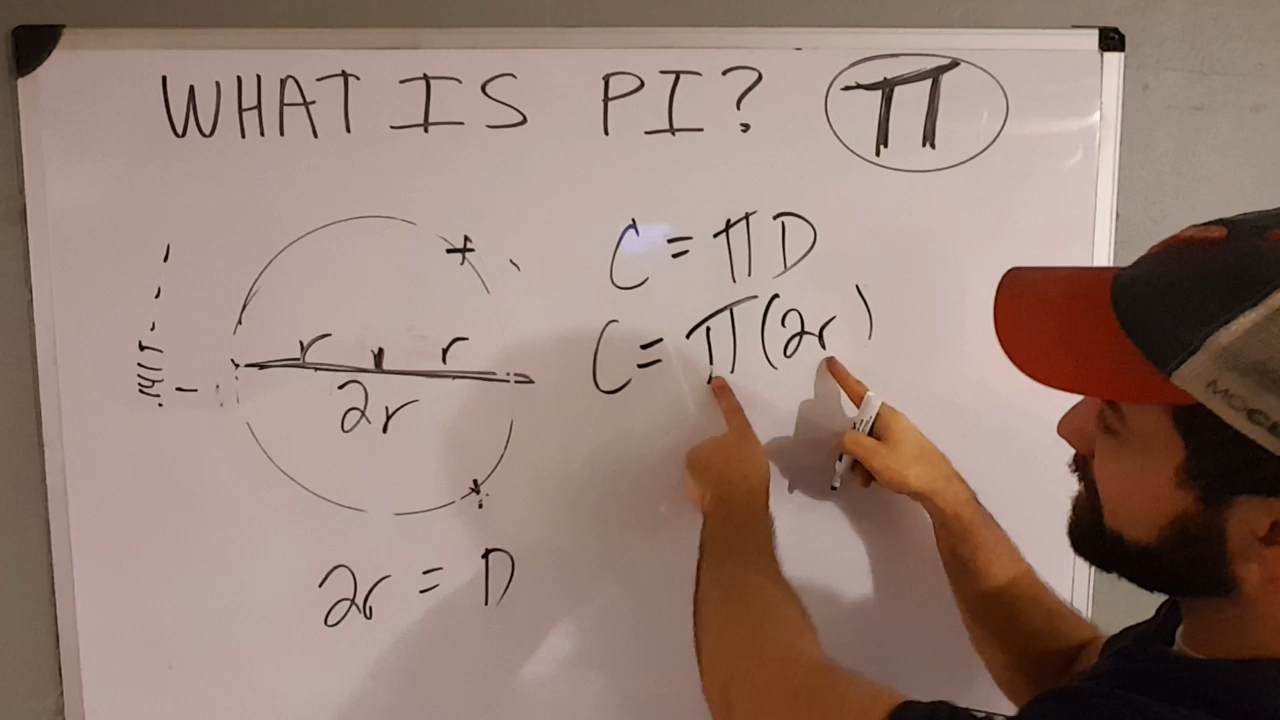 WHAT IS PI? π
C = πD
C = π(2r)
r r
2r
2r = D